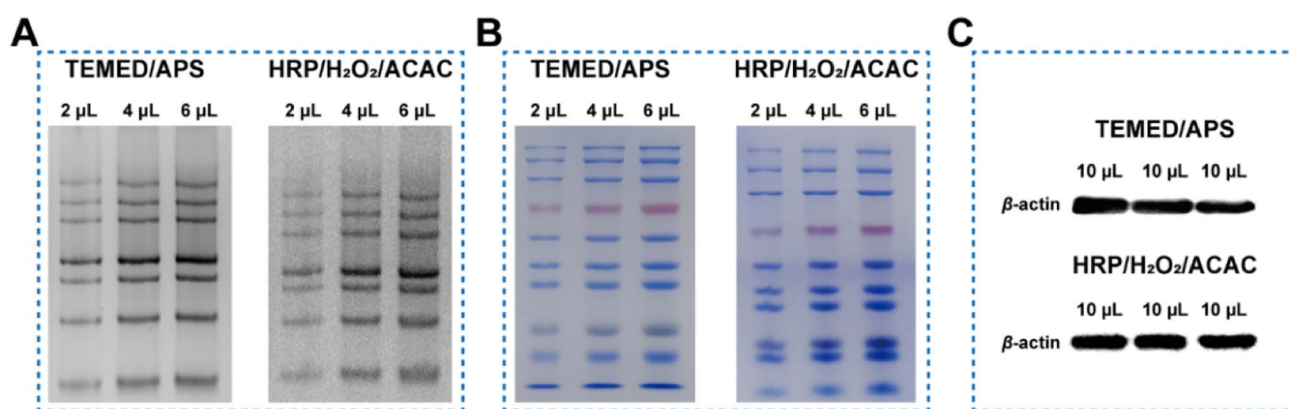 A
TEMED/APS
HRP/H₂O₂/ACAC
2 μL 4 μL 6 μL
2 μL 4 μL 6 μL
B
TEMED/APS
HRP/H₂O₂/ACAC
2 μL 4 μL 6 μL
2 μL 4 μL 6 μL
C
TEMED/APS
10 μL 10 μL 10 μL
β-actin
HRP/H₂O₂/ACAC
10 μL 10 μL 10 μL
β-actin